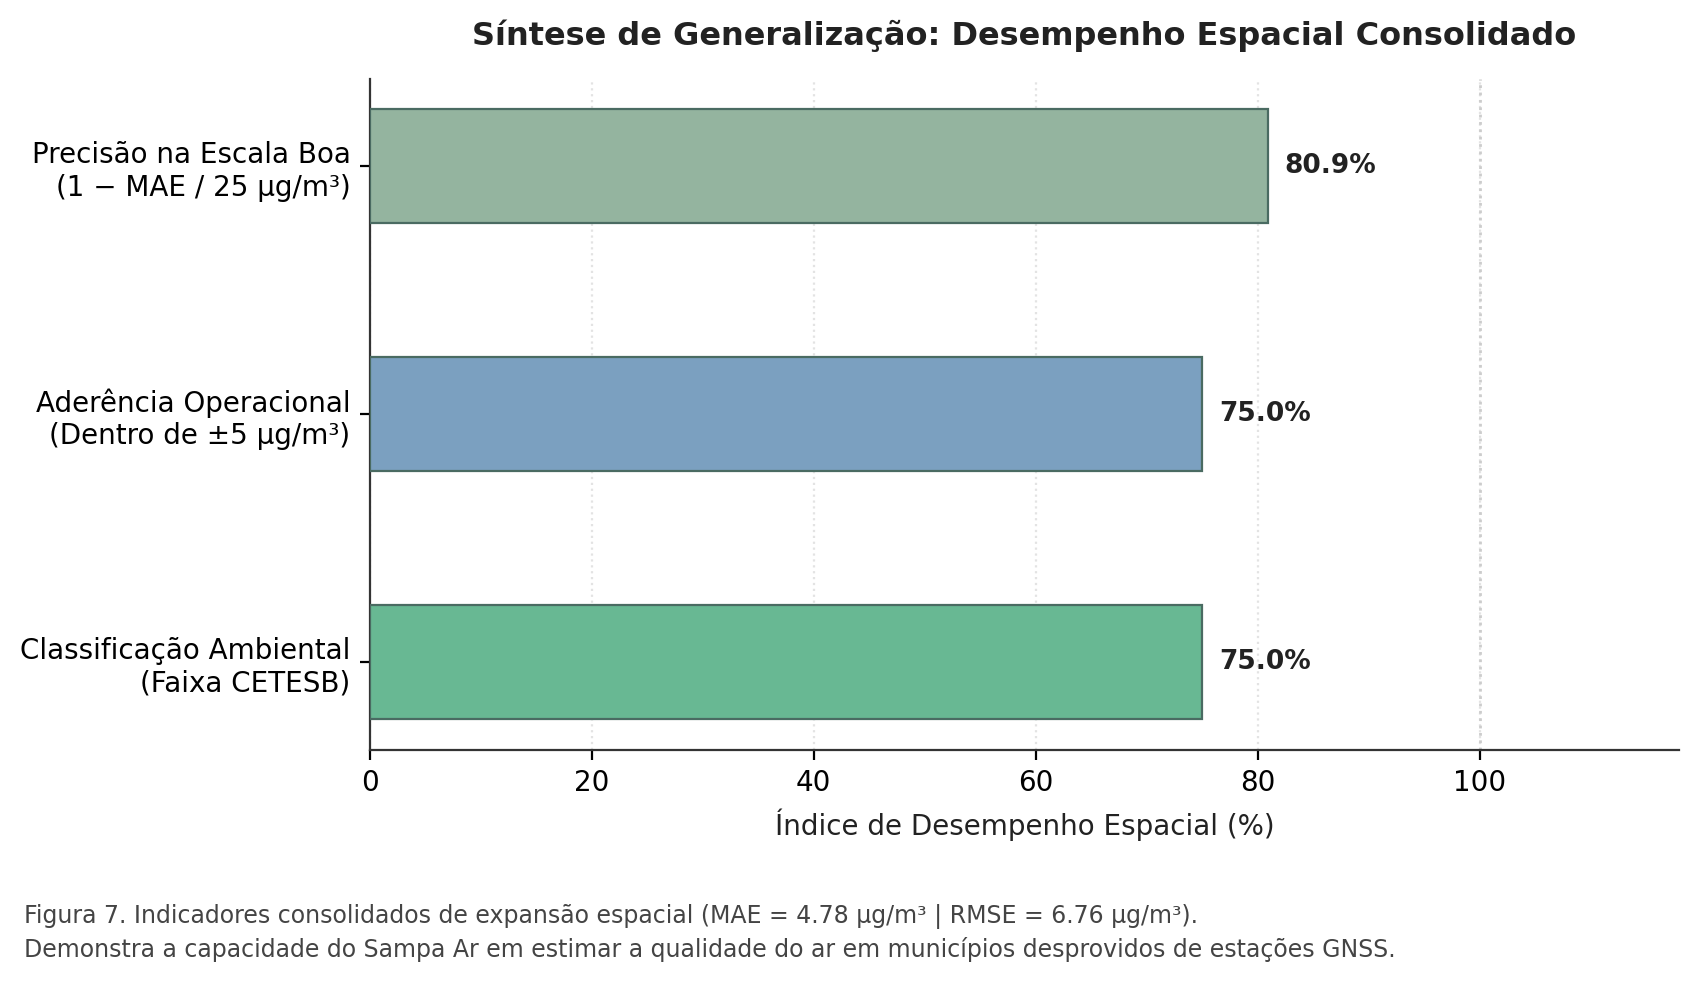 Síntese de Generalização: Desempenho Espacial Consolidado
Precisão na Escala Boa
(1 − MAE / 25 µg/m³)
80.9%
Aderência Operacional
(Dentro de ±5 µg/m³)
75.0%
Classificação Ambiental
(Faixa CETESB)
75.0%
0 20 40 60 80 100
Índice de Desempenho Espacial (%)
Figura 7. Indicadores consolidados de expansão espacial (MAE = 4.78 µg/m³ | RMSE = 6.76 µg/m³).
Demonstra a capacidade do Sampa Ar em estimar a qualidade do ar em municípios desprovidos de estações GNSS.